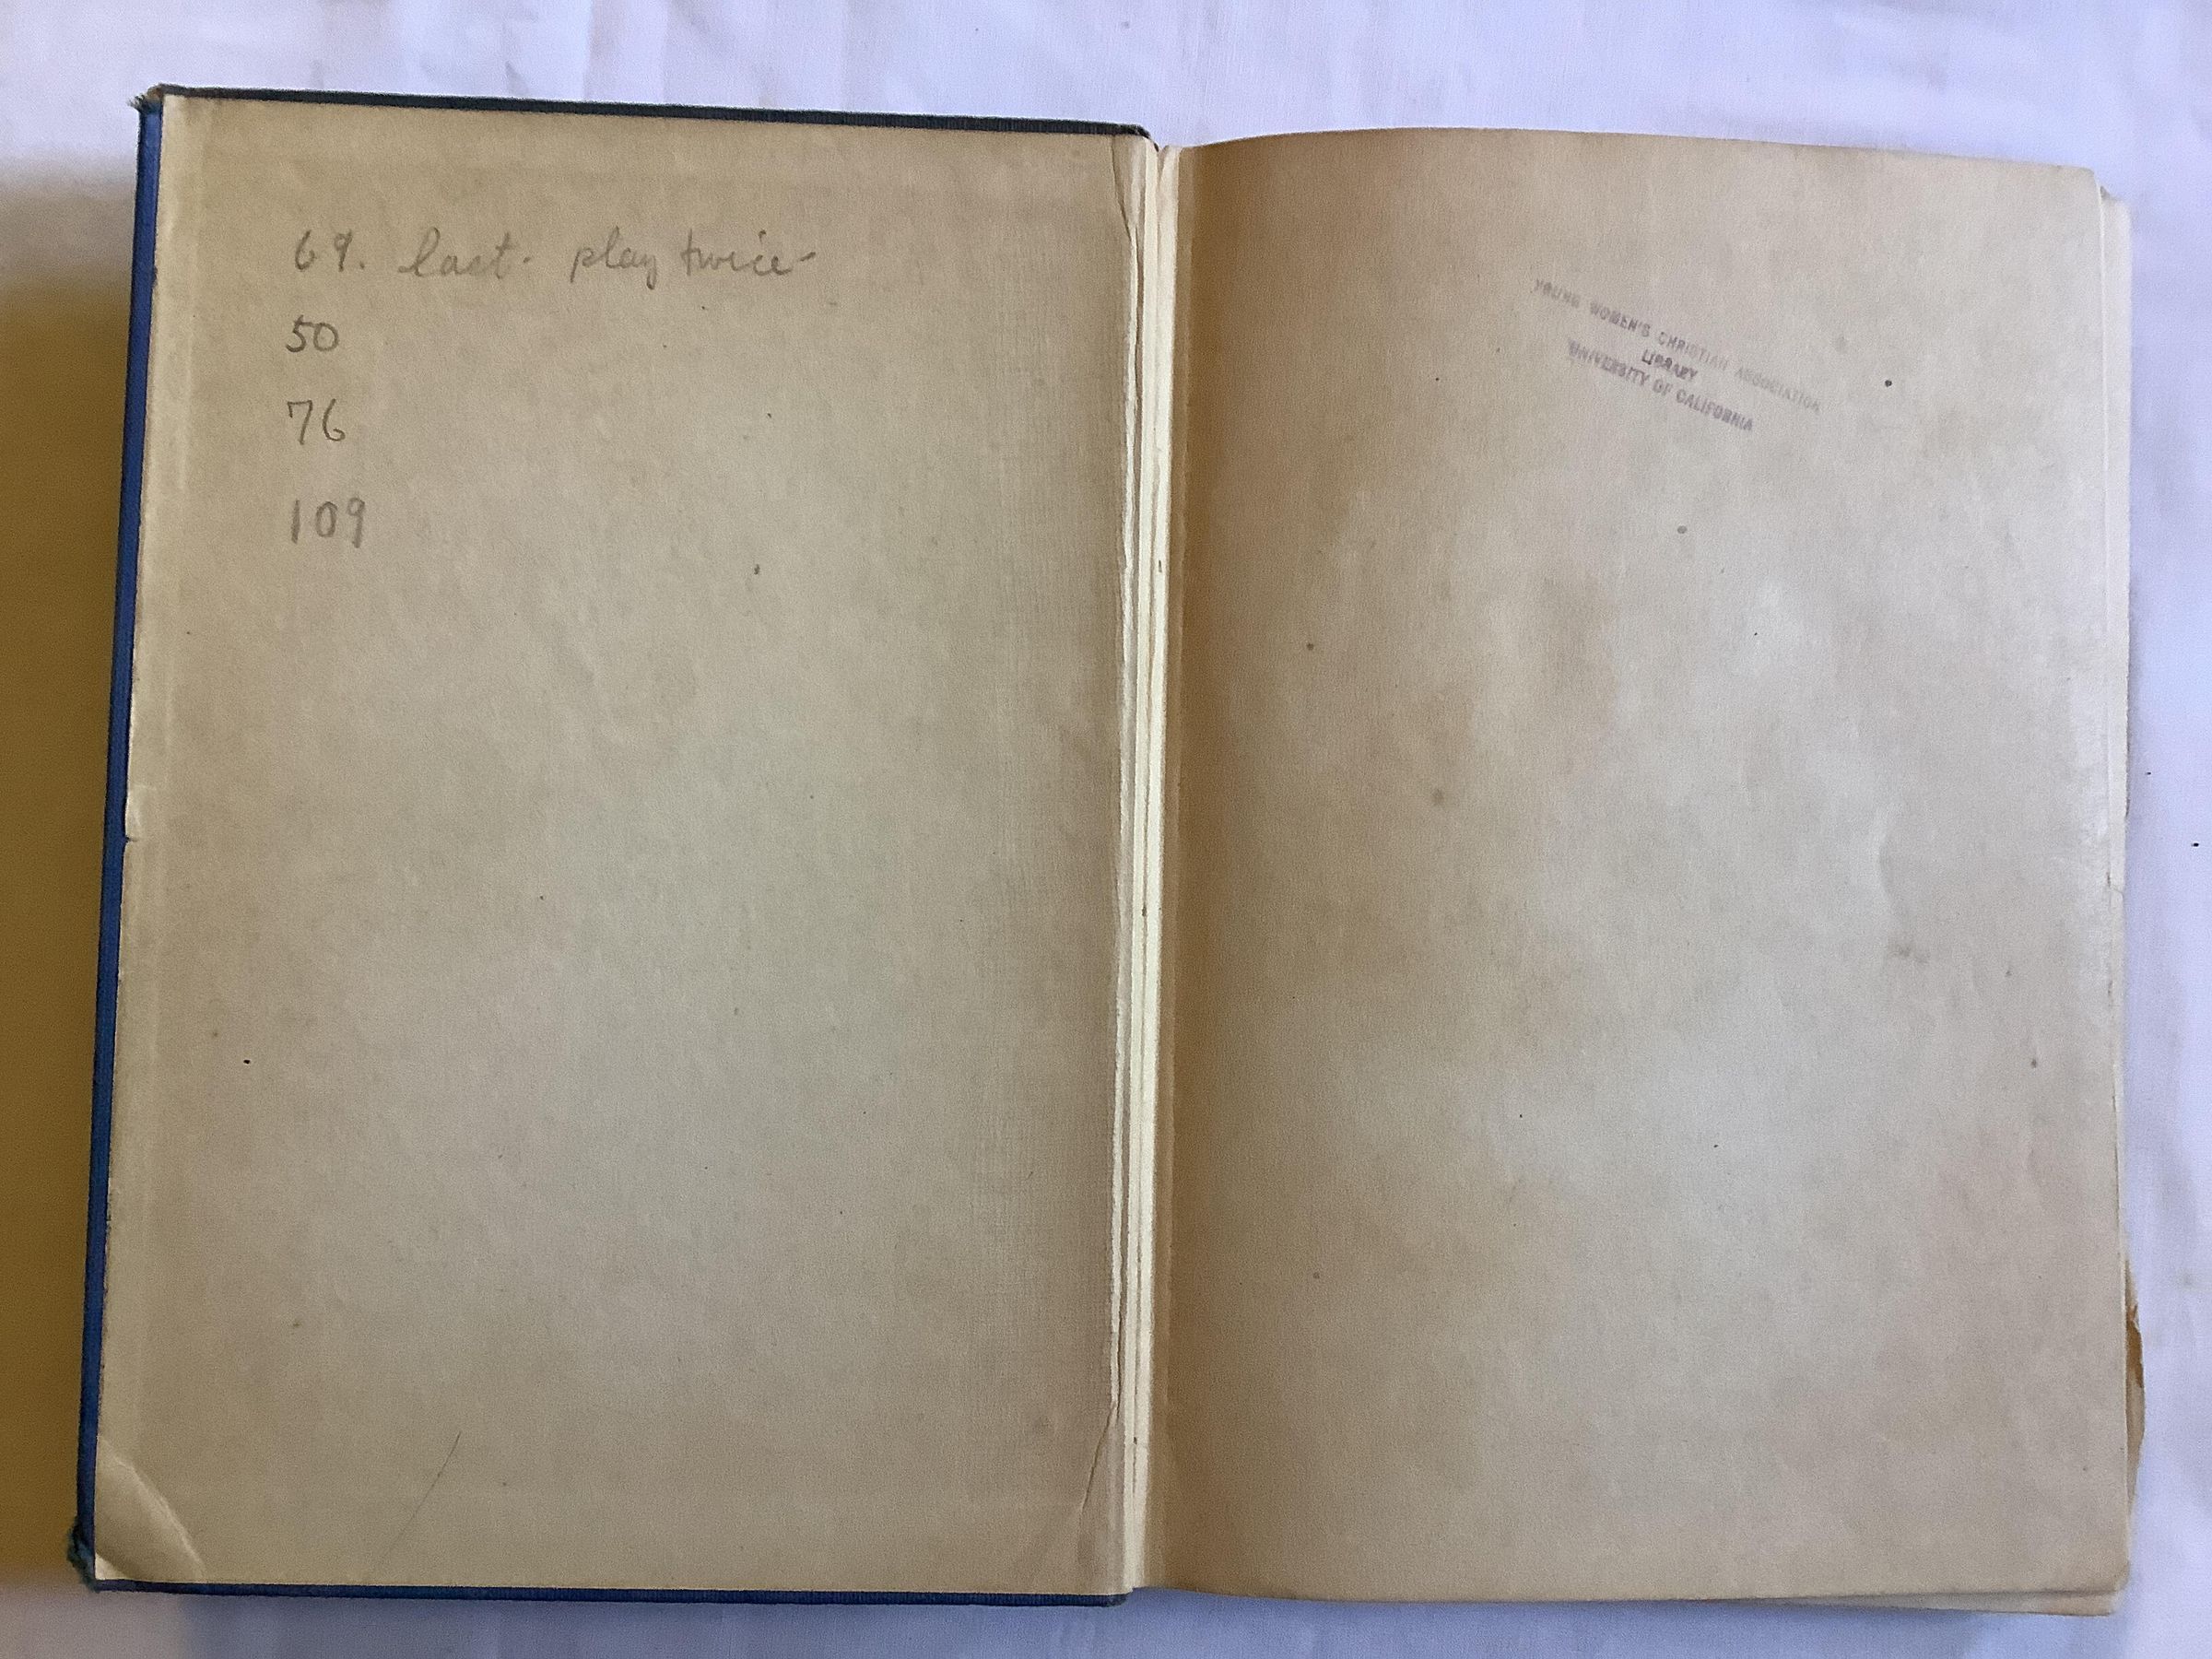 69. last. play twice
50
76
109
YOUNG WOMEN'S CHRISTIAN ASSOCIATION
LIBRARY
UNIVERSITY OF CALIFORNIA